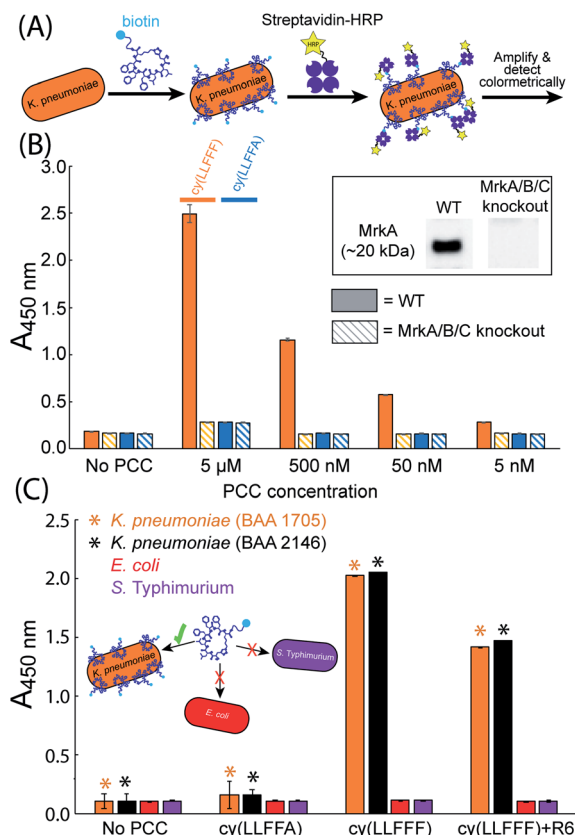 (A)
biotin
Streptavidin-HRP
HRP
K. pneumoniae
K. pneumoniae
K. pneumoniae
Amplify &
detect
colormetrically
(B)
cy(LLFFF)
cy(LLFFA)
WT
MrkA/B/C
knockout
MrkA
(~20 kDa)
= WT
= MrkA/B/C knockout
A450 nm
3.0
2.5
2.0
1.5
1.0
0.5
0.0
No PCC
5 µM
500 nM
50 nM
5 nM
PCC concentration
(C)
* K. pneumoniae (BAA 1705)
* K. pneumoniae (BAA 2146)
E. coli
S. Typhimurium
K. pneumoniae
S. Typhimurium
E. coli
A450 nm
2.5
2.0
1.5
1.0
0.5
0.0
No PCC
cy(LLFFA)
cy(LLFFF)
cy(LLFFF)+R6